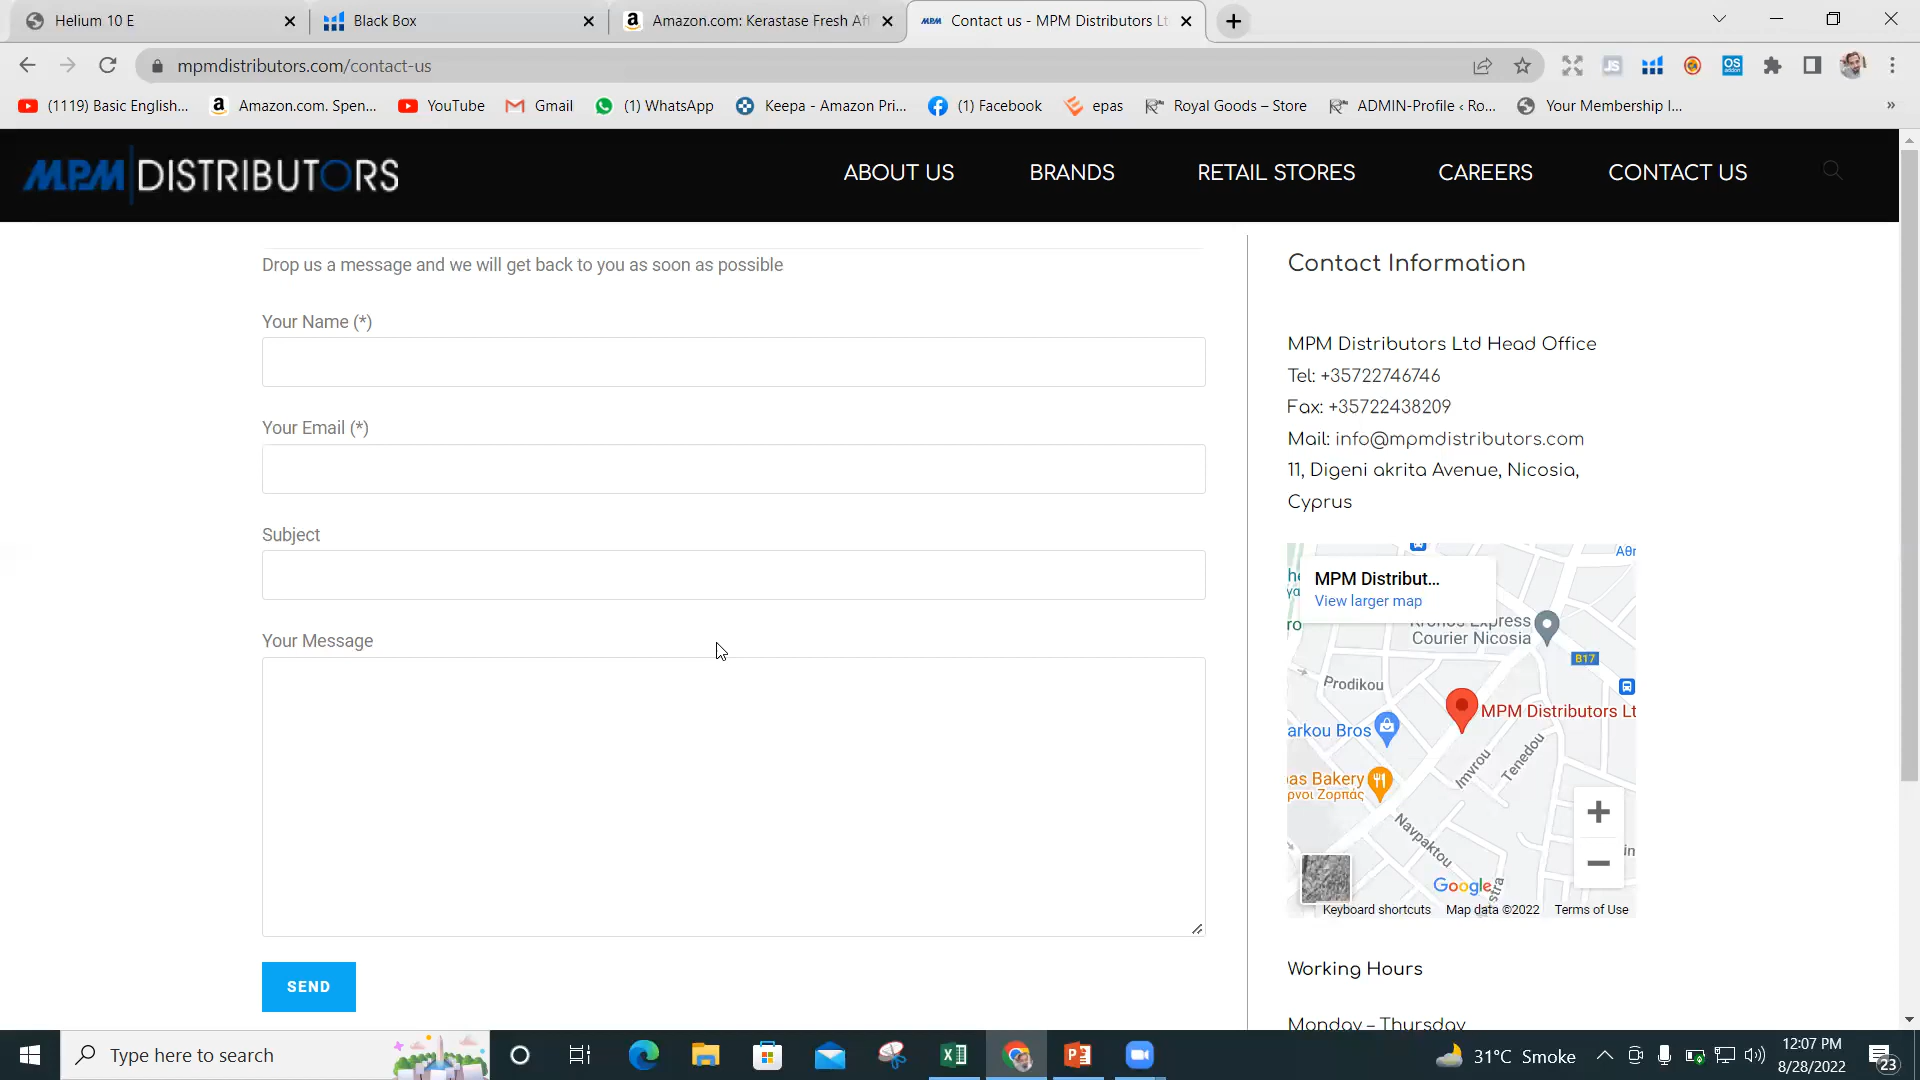 Helium 10 E
Black Box
Amazon.com: Kerastase Fresh Aff
Contact us - MPM Distributors Lt
mpmdistributors.com/contact-us
(1119) Basic English...
Amazon.com. Spen...
YouTube
Gmail
(1) WhatsApp
Keepa - Amazon Pri...
(1) Facebook
epas
Royal Goods – Store
ADMIN-Profile ‹ Ro...
Your Membership I...
»
MPM DISTRIBUTORS
ABOUT US
BRANDS
RETAIL STORES
CAREERS
CONTACT US
Drop us a message and we will get back to you as soon as possible
Your Name (*)
Your Email (*)
Subject
Your Message
SEND
Contact Information
MPM Distributors Ltd Head Office
Tel: +35722746746
Fax: +35722438209
Mail: info@mpmdistributors.com
11, Digeni akrita Avenue, Nicosia,
Cyprus
MPM Distribut...
View larger map
Express
Courier Nicosia
B17
Prodikou
MPM Distributors Lt
arkou Bros
as Bakery
ρνοι Ζορπάς
Imvrou
Tenedou
Navpaktou
Google
Keyboard shortcuts
Map data ©2022
Terms of Use
Working Hours
Monday – Thursday
Type here to search
31°C Smoke
12:07 PM
8/28/2022
23